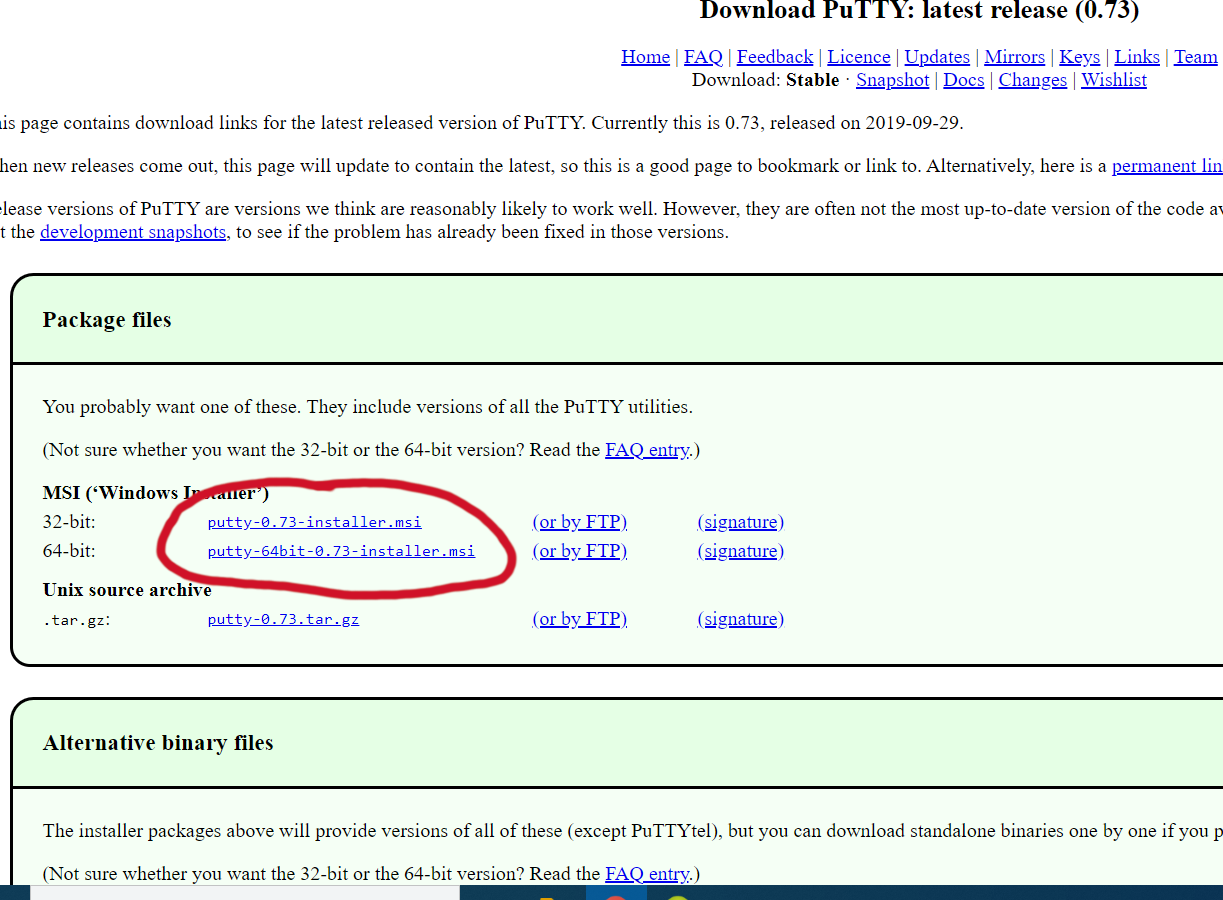 Download PuTTY: latest release (0.73)
Home | FAQ | Feedback | Licence | Updates | Mirrors | Keys | Links | Team
Download: Stable · Snapshot | Docs | Changes | Wishlist
is page contains download links for the latest released version of PuTTY. Currently this is 0.73, released on 2019-09-29.
hen new releases come out, this page will update to contain the latest, so this is a good page to bookmark or link to. Alternatively, here is a permanent lin
elease versions of PuTTY are versions we think are reasonably likely to work well. However, they are often not the most up-to-date version of the code av
t the development snapshots, to see if the problem has already been fixed in those versions.
Package files
You probably want one of these. They include versions of all the PuTTY utilities.
(Not sure whether you want the 32-bit or the 64-bit version? Read the FAQ entry.)
MSI (‘Windows Installer’)
32-bit: putty-0.73-installer.msi (or by FTP) (signature)
64-bit: putty-64bit-0.73-installer.msi (or by FTP) (signature)
Unix source archive
.tar.gz: putty-0.73.tar.gz (or by FTP) (signature)
Alternative binary files
The installer packages above will provide versions of all of these (except PuTTYtel), but you can download standalone binaries one by one if you p
(Not sure whether you want the 32-bit or the 64-bit version? Read the FAQ entry.)